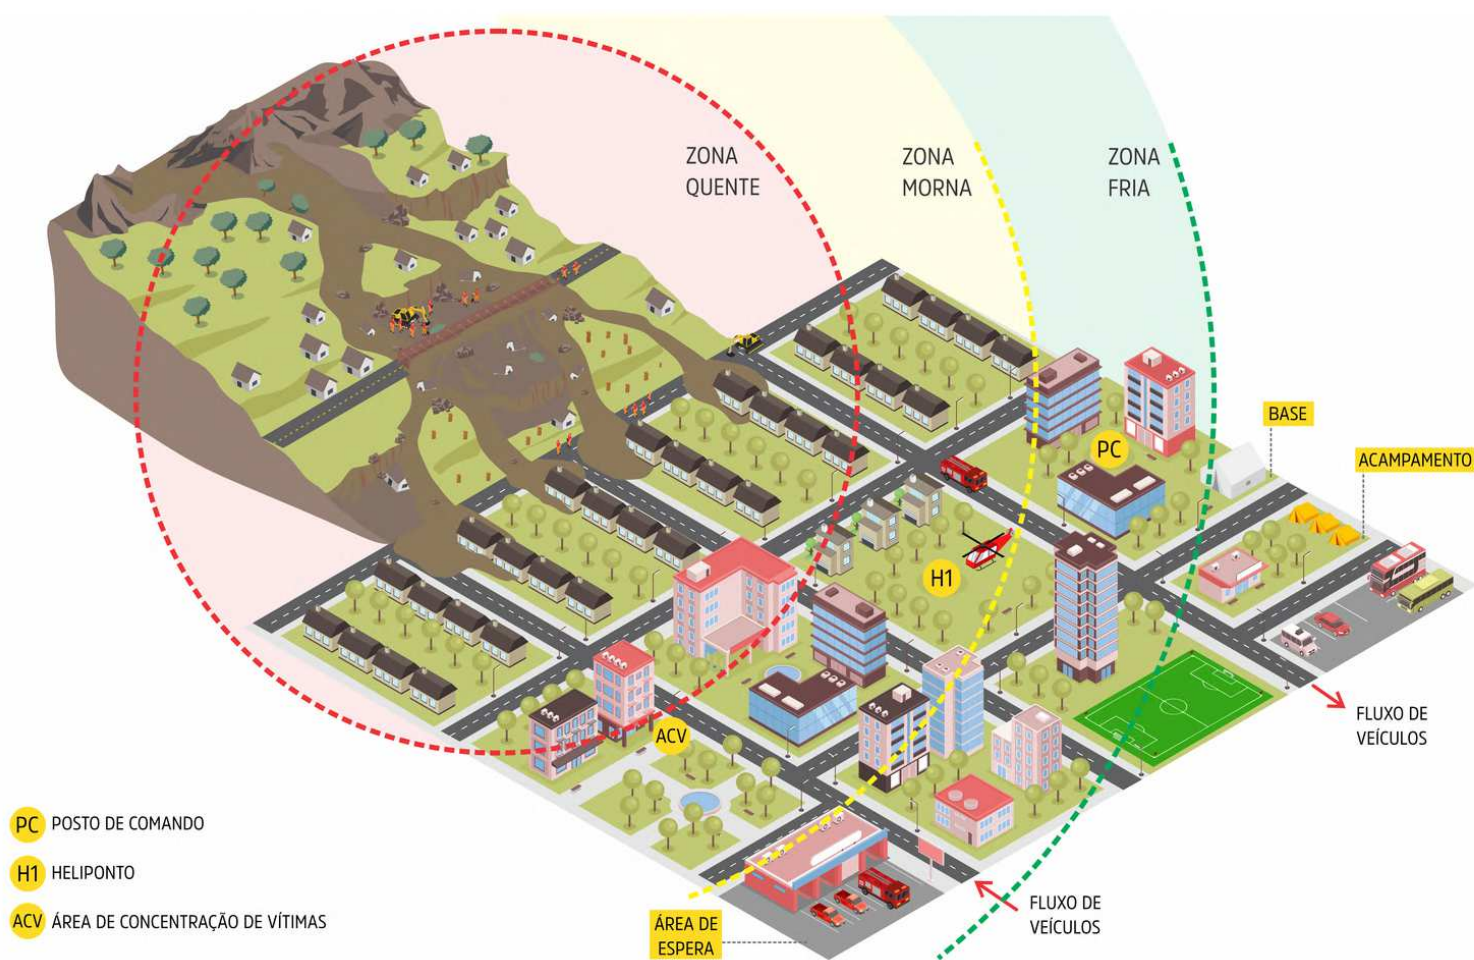 ZONA
QUENTE
ZONA
MORNA
ZONA
FRIA
BASE
PC
ACAMPAMENTO
H1
FLUXO DE
VEÍCULOS
ACV
PC POSTO DE COMANDO
H1 HELIPONTO
ACV ÁREA DE CONCENTRAÇÃO DE VÍTIMAS
ÁREA DE
ESPERA
FLUXO DE
VEÍCULOS